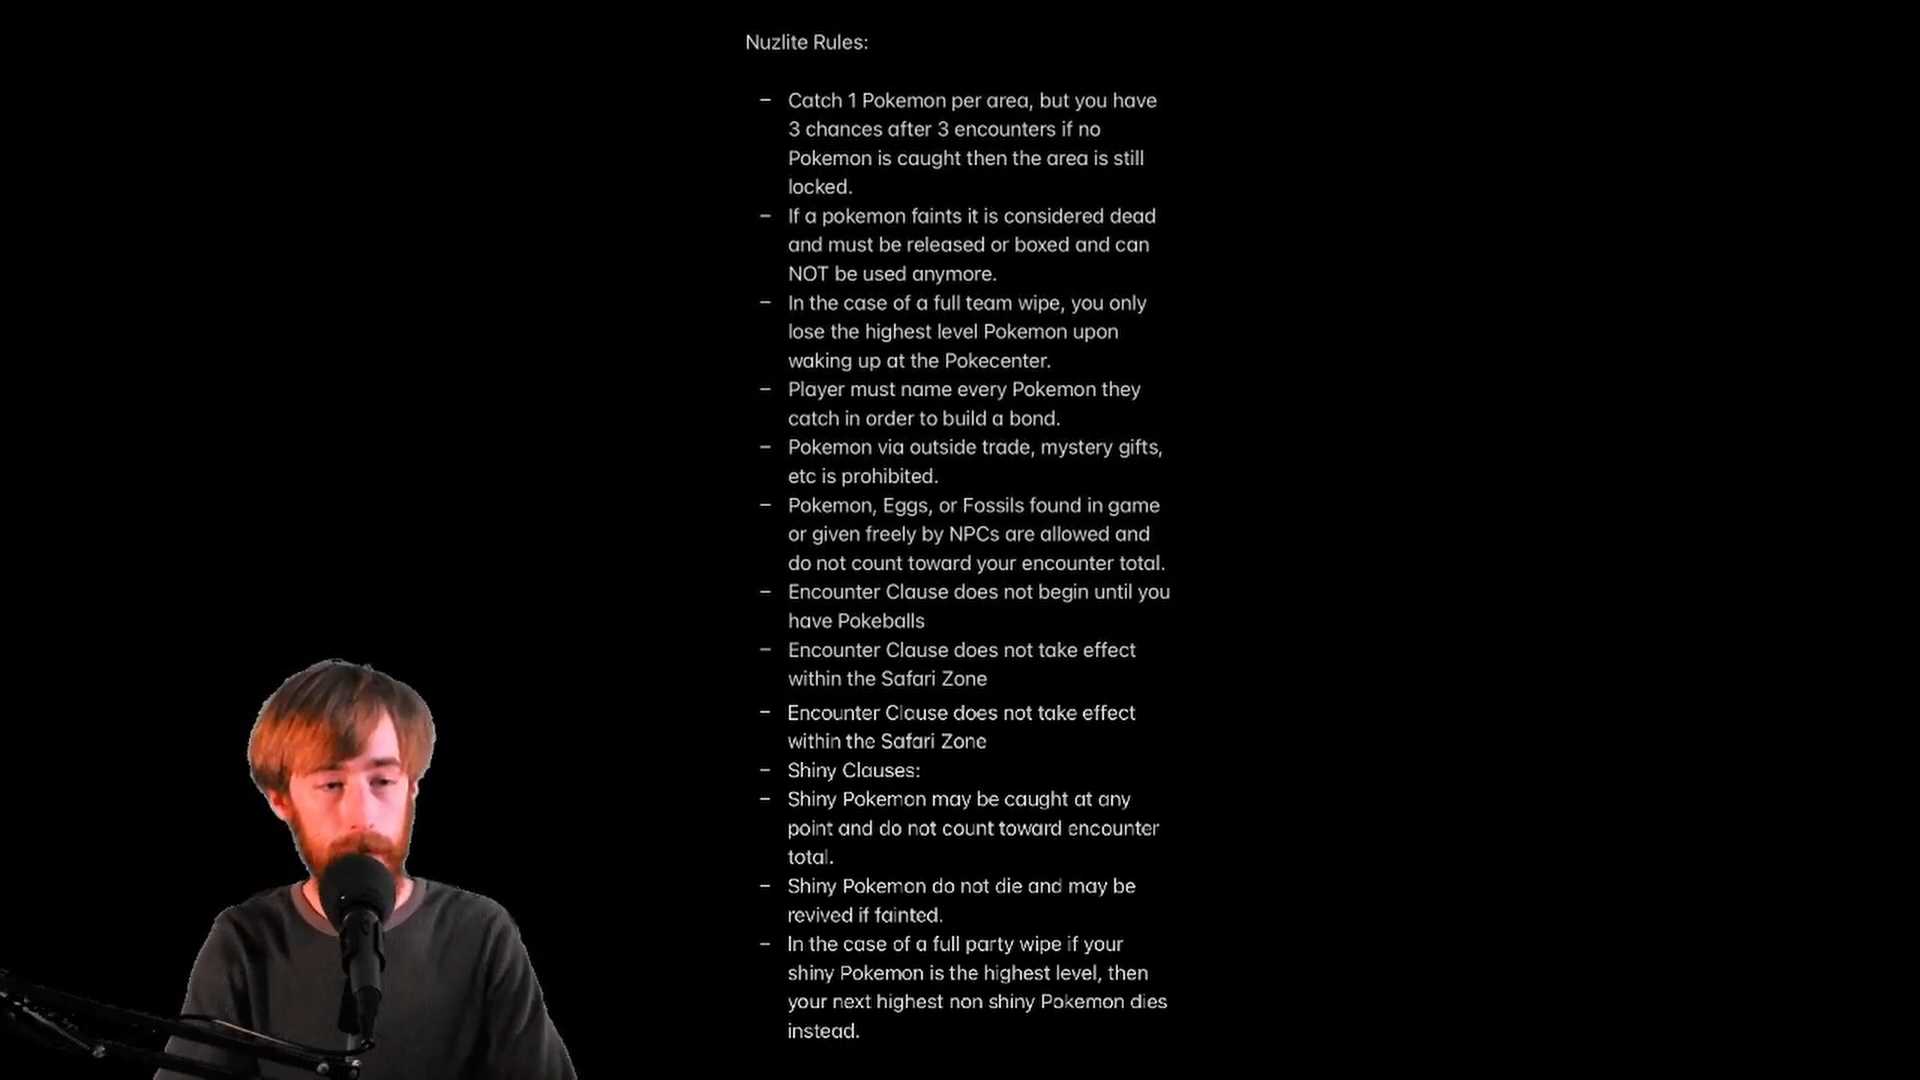 Nuzlite Rules:
– Catch 1 Pokemon per area, but you have
3 chances after 3 encounters if no
Pokemon is caught then the area is still
locked.
– If a pokemon faints it is considered dead
and must be released or boxed and can
NOT be used anymore.
– In the case of a full team wipe, you only
lose the highest level Pokemon upon
waking up at the Pokecenter.
– Player must name every Pokemon they
catch in order to build a bond.
– Pokemon via outside trade, mystery gifts,
etc is prohibited.
– Pokemon, Eggs, or Fossils found in game
or given freely by NPCs are allowed and
do not count toward your encounter total.
– Encounter Clause does not begin until you
have Pokeballs
– Encounter Clause does not take effect
within the Safari Zone
– Encounter Clause does not take effect
within the Safari Zone
– Shiny Clauses:
– Shiny Pokemon may be caught at any
point and do not count toward encounter
total.
– Shiny Pokemon do not die and may be
revived if fainted.
– In the case of a full party wipe if your
shiny Pokemon is the highest level, then
your next highest non shiny Pokemon dies
instead.